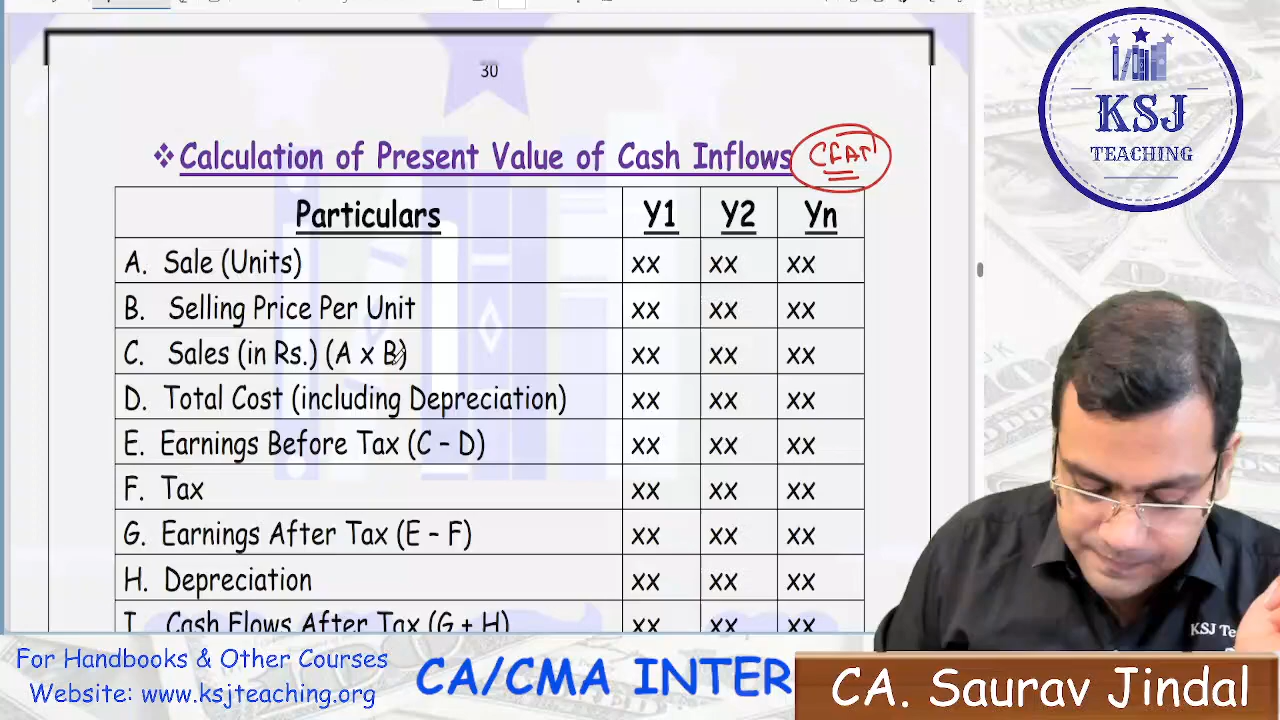 30
❖ Calculation of Present Value of Cash Inflows CFAT
Particulars Y1 Y2 Yn
A. Sale (Units) xx xx xx
B. Selling Price Per Unit xx xx xx
C. Sales (in Rs.) (A x B) xx xx xx
D. Total Cost (including Depreciation) xx xx xx
E. Earnings Before Tax (C – D) xx xx xx
F. Tax xx xx xx
G. Earnings After Tax (E – F) xx xx xx
H. Depreciation xx xx xx
I. Cash Flows After Tax (G + H) xx xx xx
KSJ
TEACHING
KSJ Te
For Handbooks & Other Courses
Website: www.ksjteaching.org
CA/CMA INTER
CA. Saurav Jindal